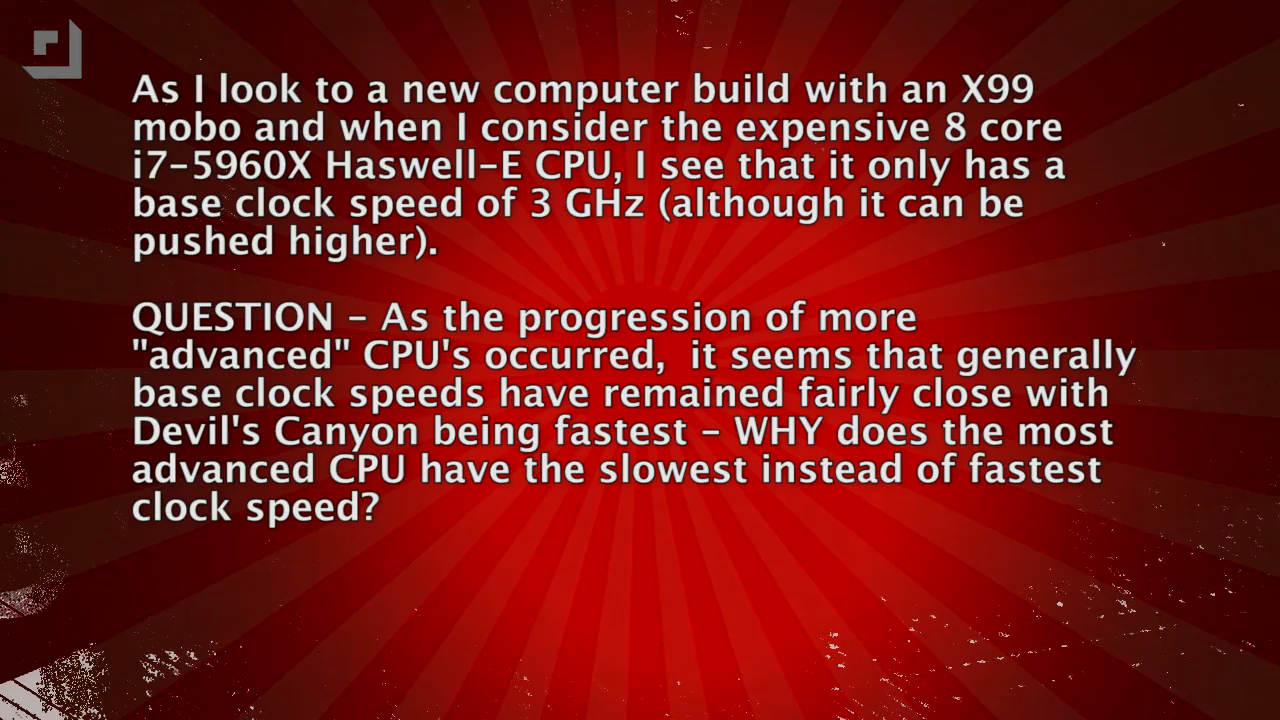 As I look to a new computer build with an X99
mobo and when I consider the expensive 8 core
i7-5960X Haswell-E CPU, I see that it only has a
base clock speed of 3 GHz (although it can be
pushed higher).
QUESTION - As the progression of more
"advanced" CPU's occurred,  it seems that generally
base clock speeds have remained fairly close with
Devil's Canyon being fastest - WHY does the most
advanced CPU have the slowest instead of fastest
clock speed?